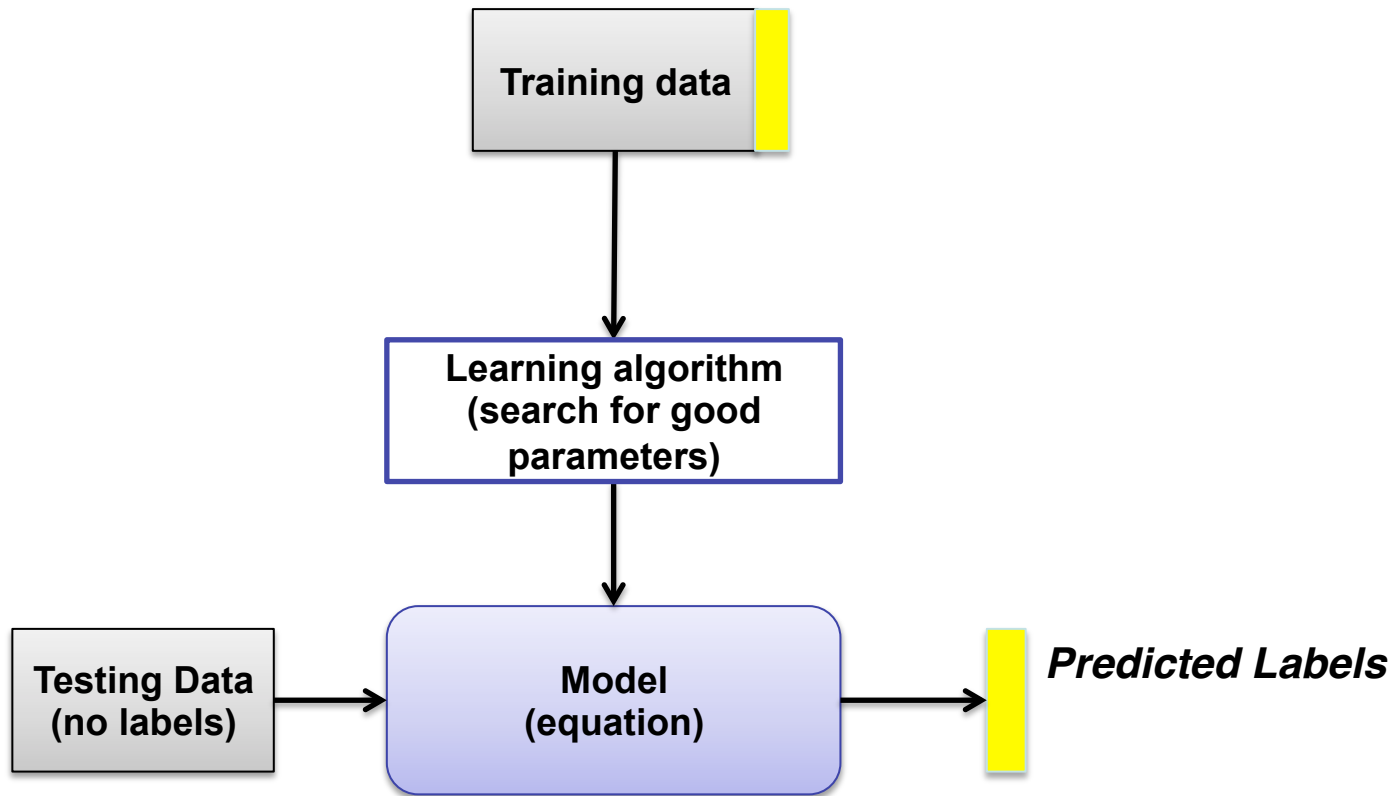 Training data
Learning algorithm
(search for good
parameters)
Testing Data
(no labels)
Model
(equation)
Predicted Labels